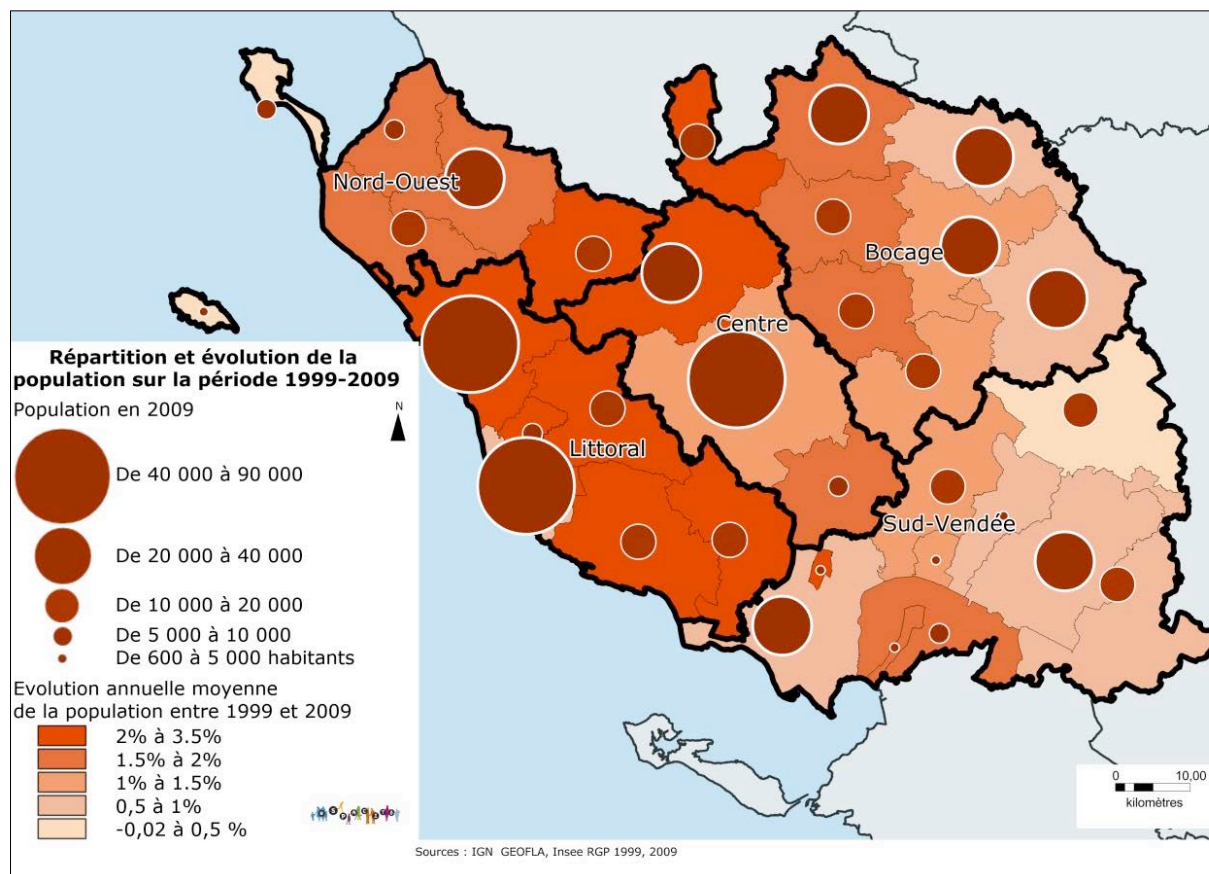 Nord-Ouest
Bocage
Centre
Littoral
Sud-Vendée
Répartition et évolution de la
population sur la période 1999-2009
Population en 2009
N
De 40 000 à 90 000
De 20 000 à 40 000
De 10 000 à 20 000
De 5 000 à 10 000
De 600 à 5 000 habitants
Evolution annuelle moyenne
de la population entre 1999 et 2009
2% à 3.5%
1.5% à 2%
1% à 1.5%
0,5 à 1%
-0,02 à 0,5 %
0 10,00
kilomètres
Sources : IGN GEOFLA, Insee RGP 1999, 2009